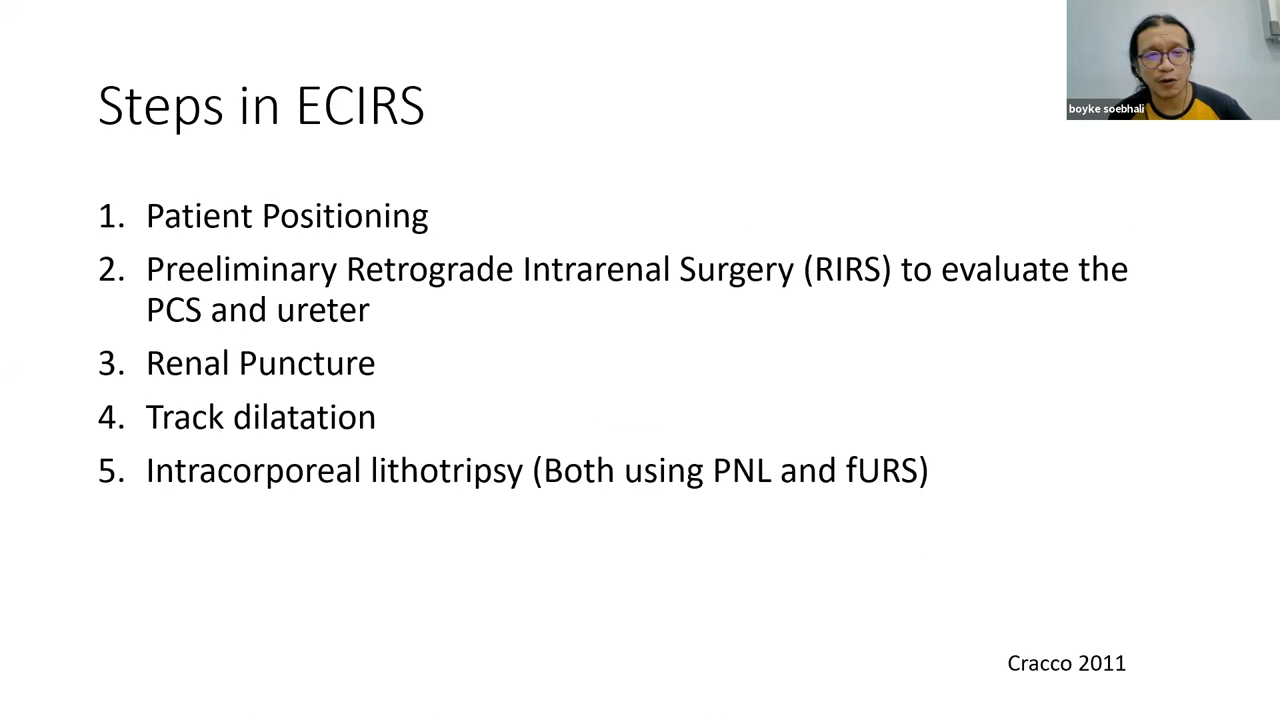 boyke soebhali
Steps in ECIRS
1. Patient Positioning
2. Preeliminary Retrograde Intrarenal Surgery (RIRS) to evaluate the
PCS and ureter
3. Renal Puncture
4. Track dilatation
5. Intracorporeal lithotripsy (Both using PNL and fURS)
Cracco 2011